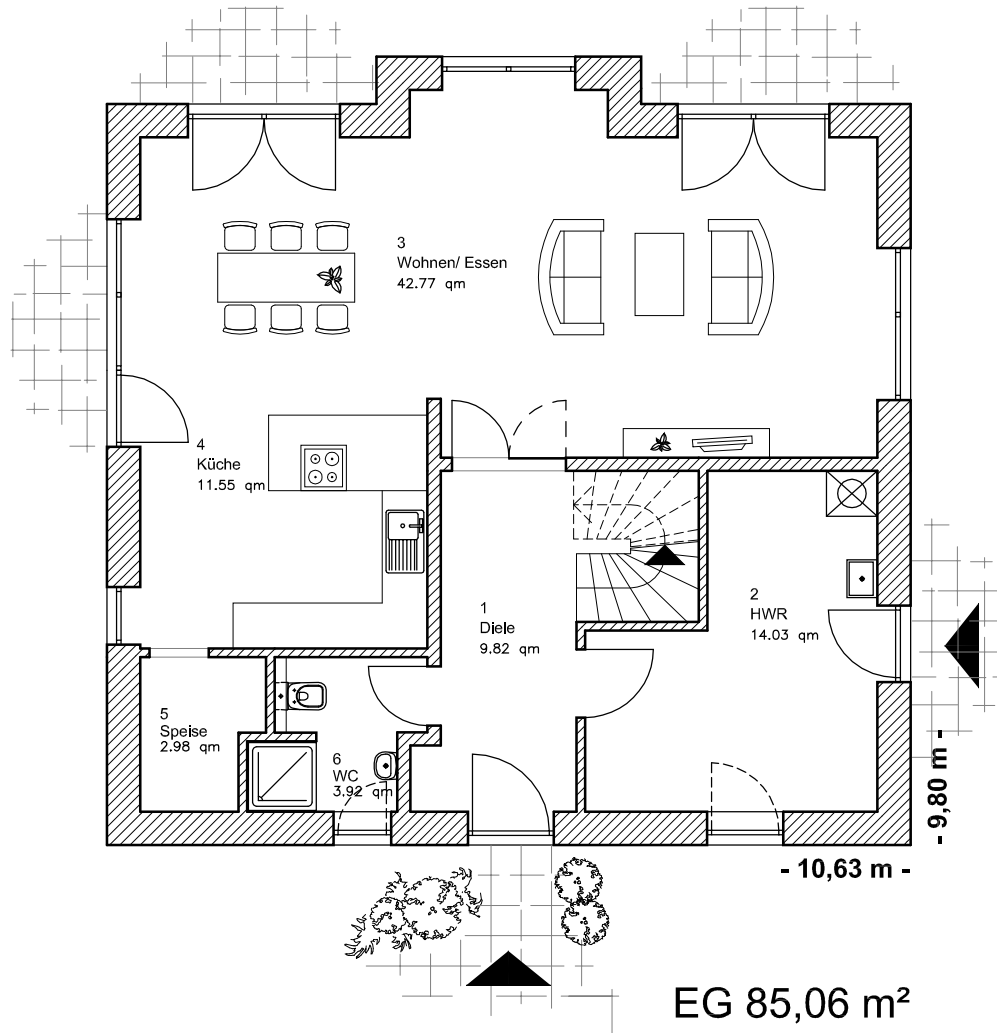 3
Wohnen/ Essen
42.77 qm
4
Küche
11.55 qm
1
Diele
9.82 qm
2
HWR
14.03 qm
5
Speise
2.98 qm
6
WC
3.92 qm
- 9,80 m -
- 10,63 m -
EG 85,06 m²